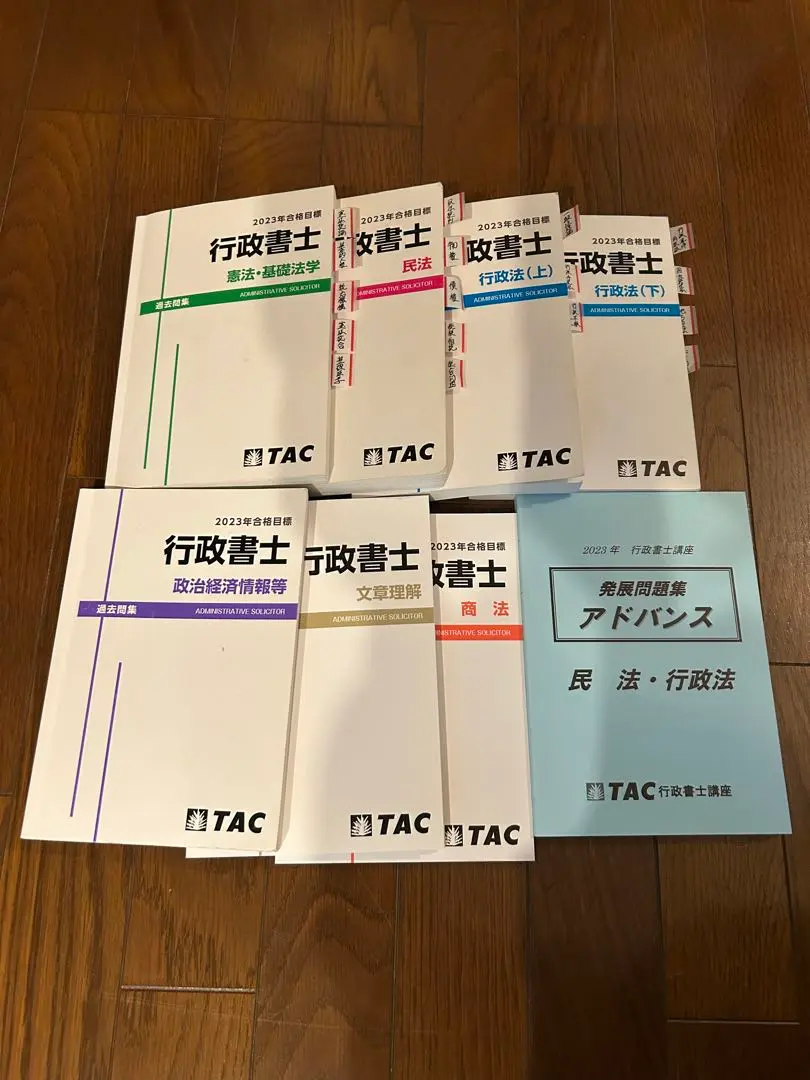 2023年合格目標
行政書士
憲法・基礎法学
ADMINISTRATIVE SOLICITOR
過去問集
TAC
2023年合格目標
政書士
民法
ADMINISTRATIVE SOLICITOR
TAC
2023年合格目標
政書士
行政法(上)
ADMINISTRATIVE SOLICITOR
TAC
物権
債権
2023年合格目標
行政書士
行政法(下)
ADMINISTRATIVE SOLICITOR
TAC
2023年合格目標
行政書士
政治経済情報等
過去問集
ADMINISTRATIVE SOLICITOR
TAC
行政書士
文章理解
ADMINISTRATIVE SOLICITOR
TAC
2023年合格目標
書士
商法
NISTRATIVE SOLICITOR
TAC
2023年 行政書士講座
発展問題集
アドバンス
民 法・行政法
TAC行政書士講座